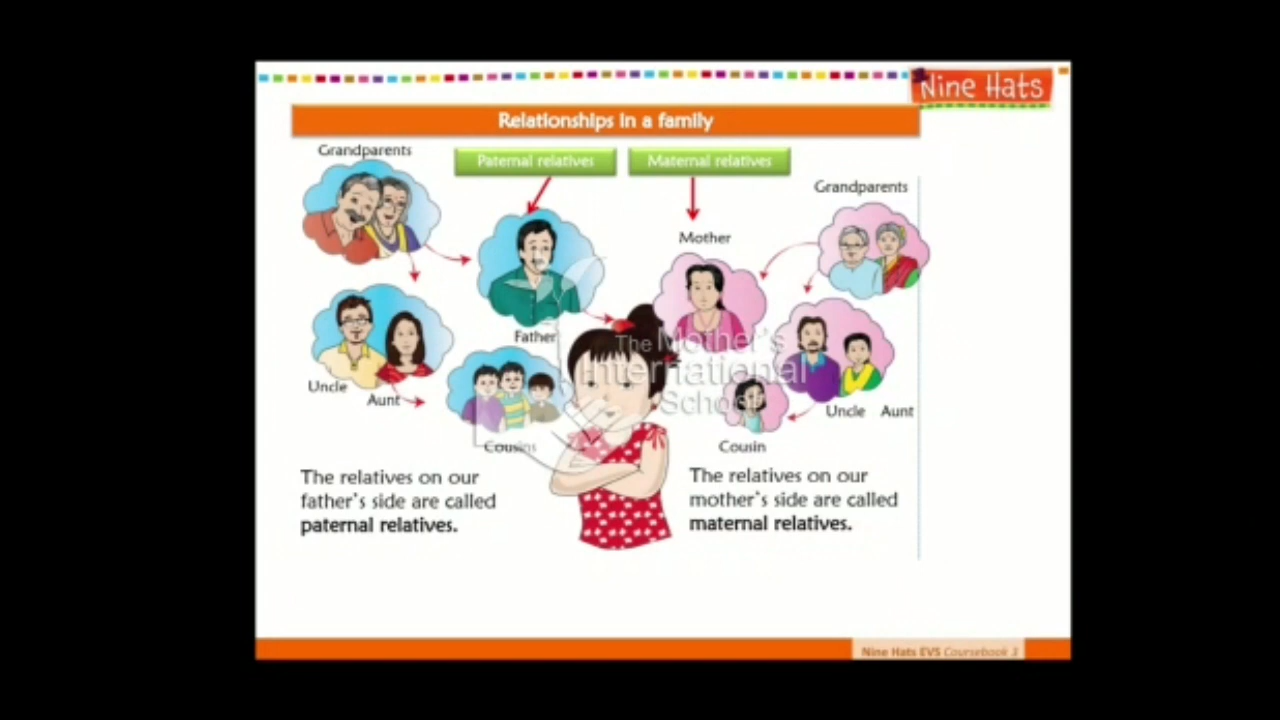 Nine Hats
Relationships in a family
Grandparents
Paternal relatives
Maternal relatives
Grandparents
Mother
Father
The Mother's
International
School
Uncle
Aunt
Uncle Aunt
Cousins
Cousin
The relatives on our
father's side are called
paternal relatives.
The relatives on our
mother's side are called
maternal relatives.
Nine Hats EVS Coursebook 3